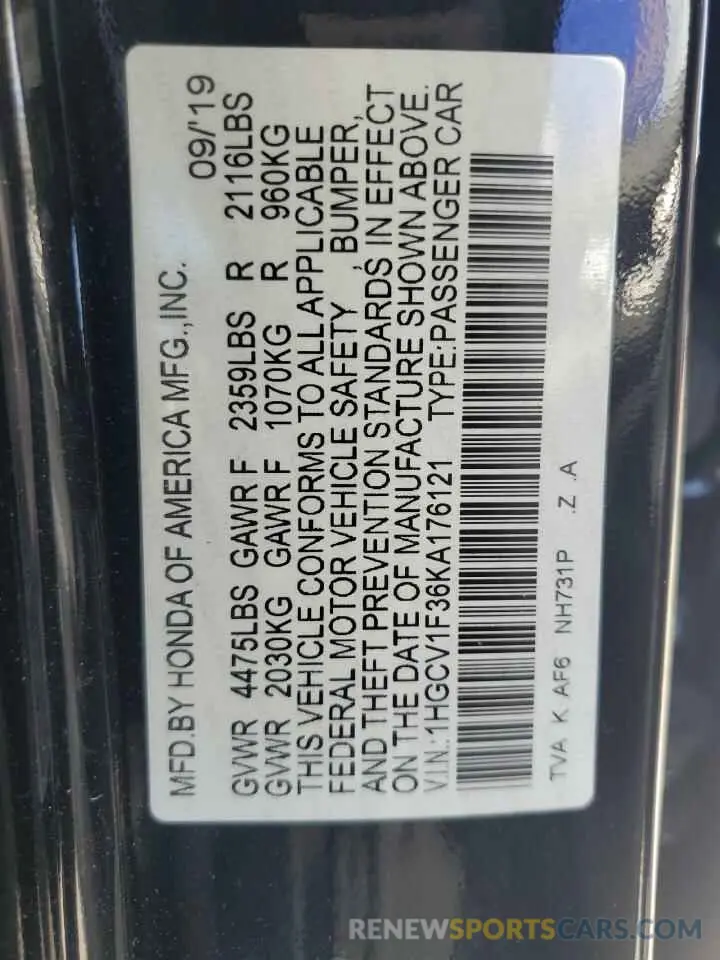 MFD.BY HONDA OF AMERICA MFG.,INC. 09/'19
GVWR 4475LBS GAWR F 2359LBS R 2116LBS
GVWR 2030KG GAWR F 1070KG R 960KG
THIS VEHICLE CONFORMS TO ALL APPLICABLE
FEDERAL MOTOR VEHICLE SAFETY , BUMPER,
AND THEFT PREVENTION STANDARDS IN EFFECT
ON THE DATE OF MANUFACTURE SHOWN ABOVE.
V.I.N.:1HGCV1F36KA176121 TYPE:PASSENGER CAR
TVA K AF6 NH731P .Z .A
RENEWSPORTSCARS.COM